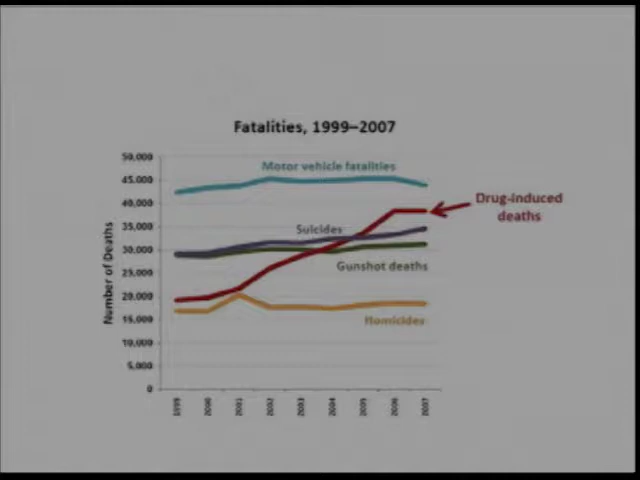 Fatalities, 1999–2007
50,000
45,000
40,000
35,000
30,000
25,000
20,000
15,000
10,000
5,000
0
Number of Deaths
Motor vehicle fatalities
Drug-induced
deaths
Suicides
Gunshot deaths
Homicides
1999
2000
2001
2002
2003
2004
2005
2006
2007